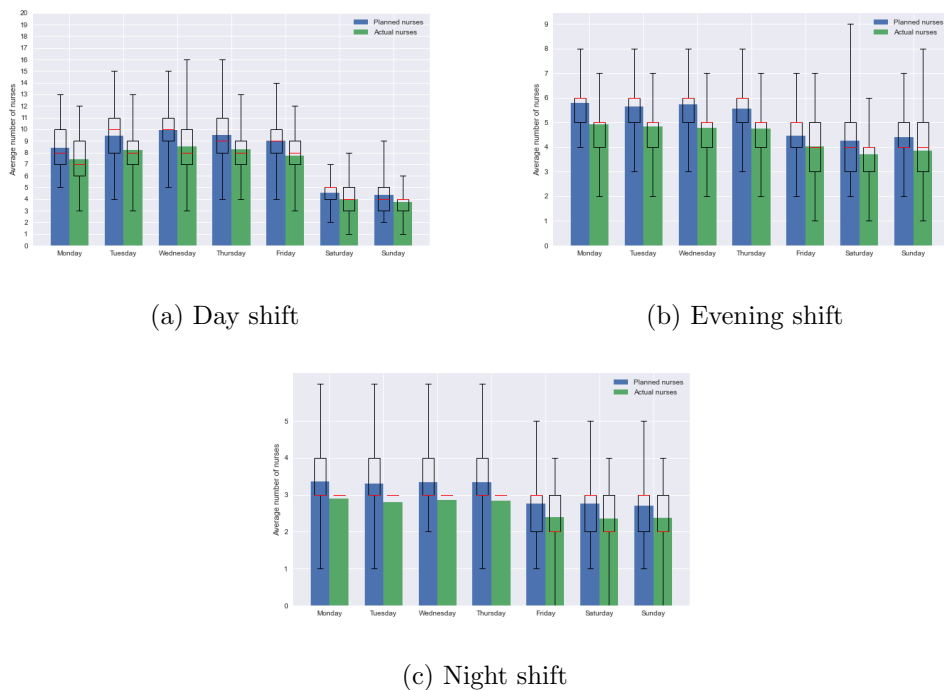 20
19
18
17
16
15
14
13
12
11
10
9
8
7
6
5
4
3
2
1
0
Average number of nurses
Planned nurses
Actual nurses
Monday Tuesday Wednesday Thursday Friday Saturday Sunday
(a) Day shift
9
8
7
6
5
4
3
2
1
0
Average number of nurses
Planned nurses
Actual nurses
Monday Tuesday Wednesday Thursday Friday Saturday Sunday
(b) Evening shift
5
4
3
2
1
0
Average number of nurses
Planned nurses
Actual nurses
Monday Tuesday Wednesday Thursday Friday Saturday Sunday
(c) Night shift